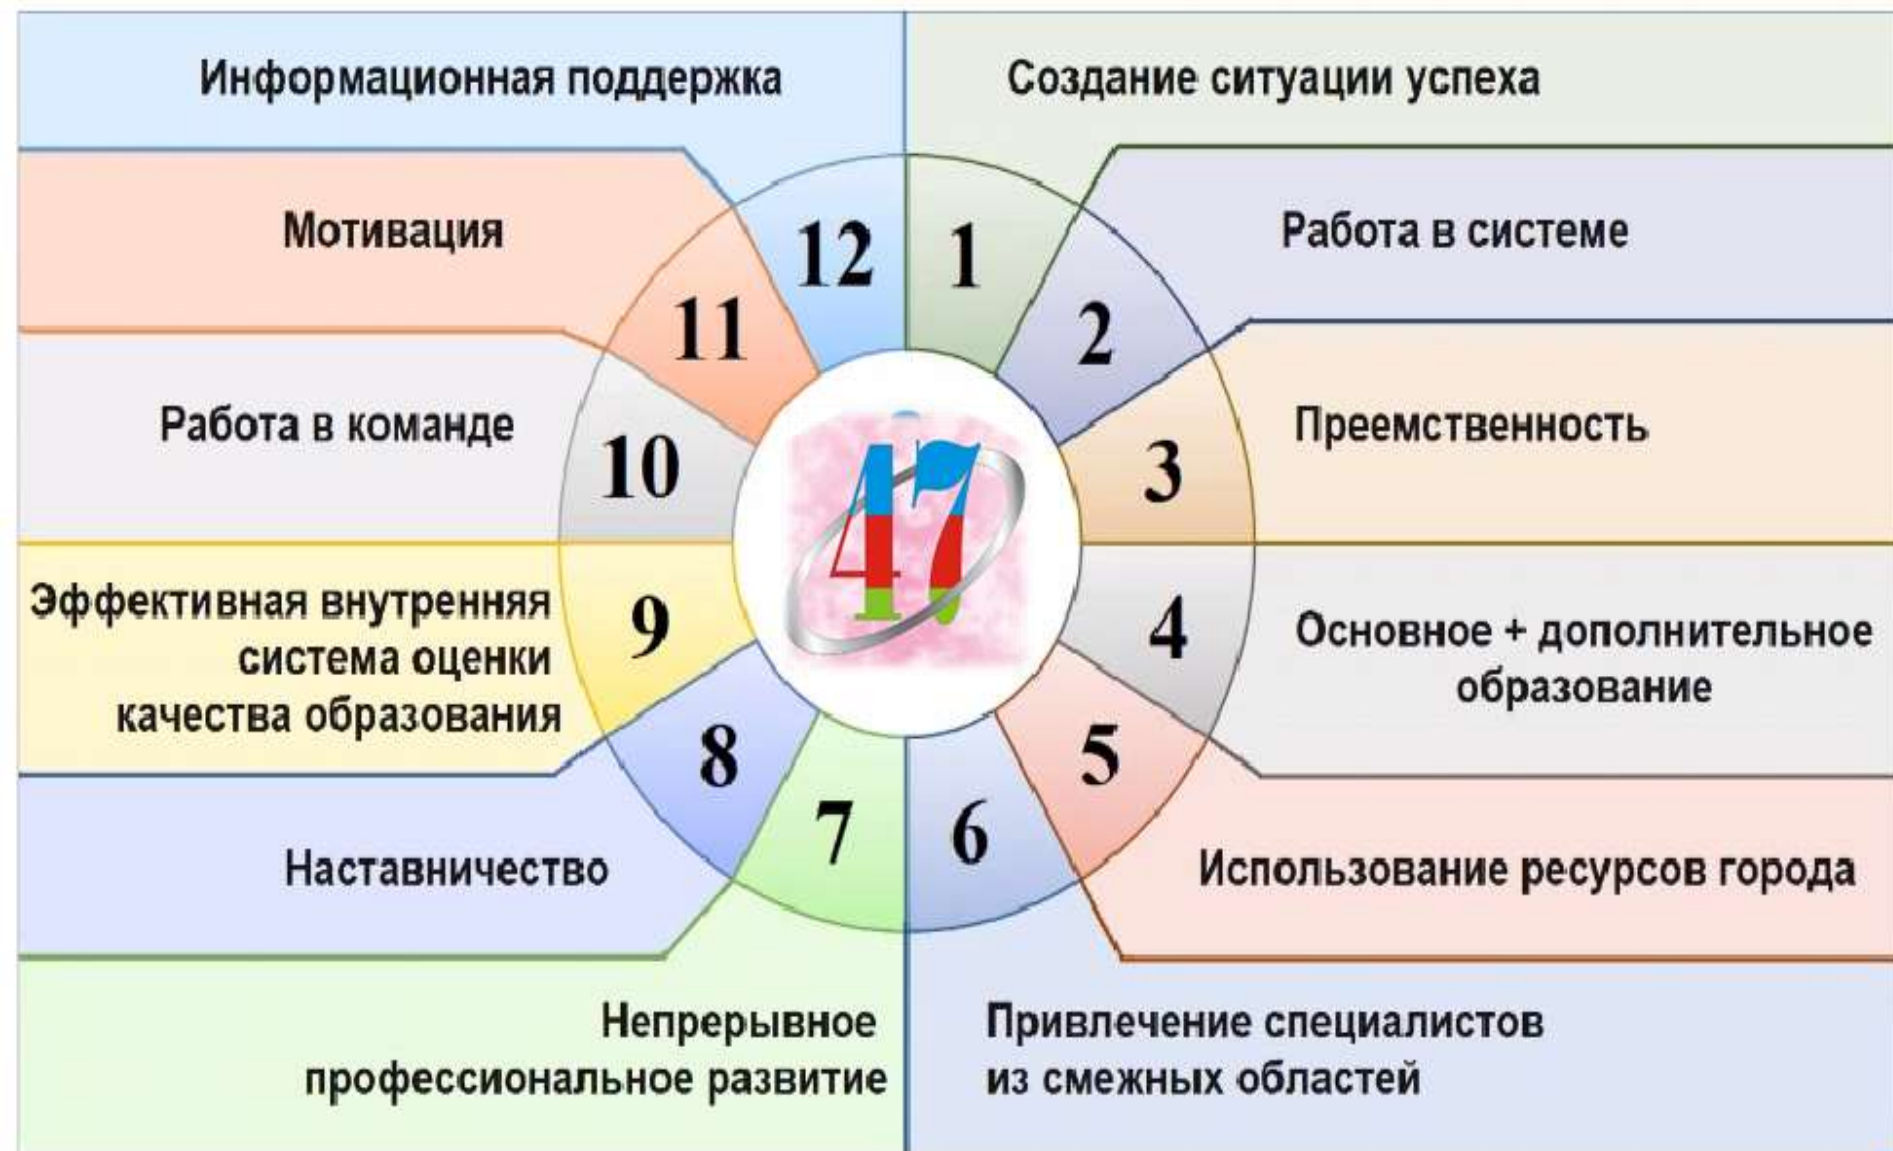 Информационная поддержка
12
Создание ситуации успеха
1
Работа в системе
2
Преемственность
3
Основное + дополнительное
образование
4
Использование ресурсов города
5
Привлечение специалистов
из смежных областей
6
Непрерывное
профессиональное развитие
7
Наставничество
8
Эффективная внутренняя
система оценки
качества образования
9
Работа в команде
10
Мотивация
11
47